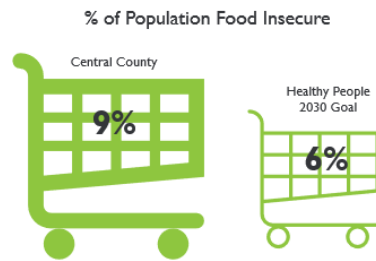 % of Population Food Insecure
Central County
9%
Healthy People
2030 Goal
6%